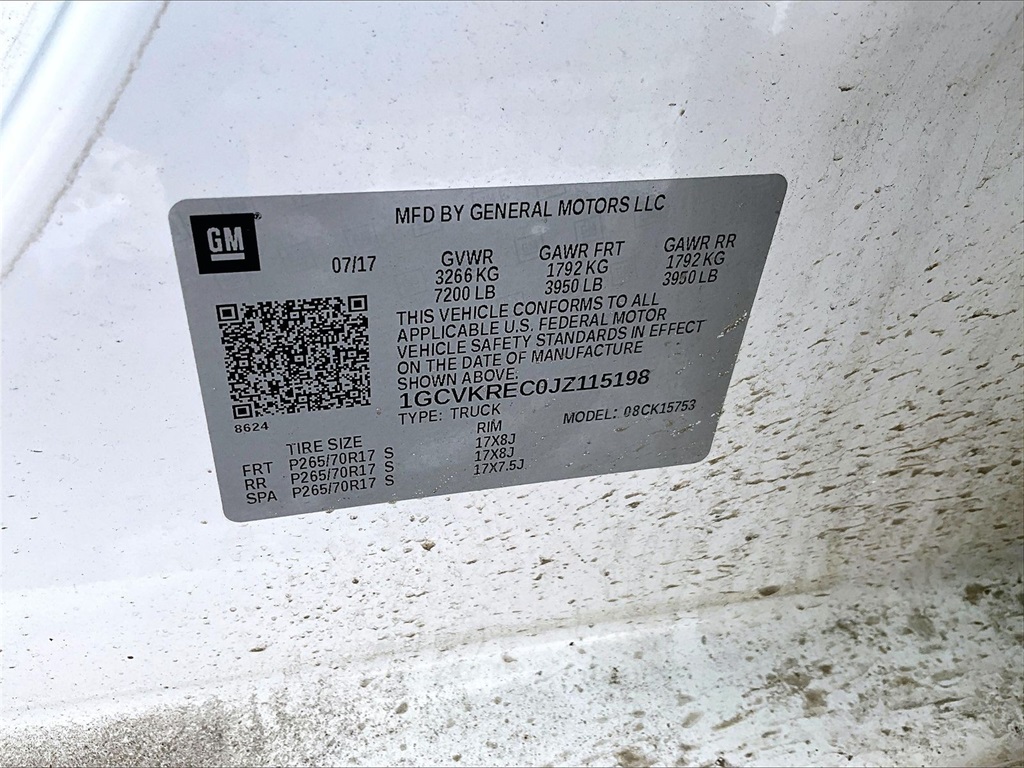 GM
MFD BY GENERAL MOTORS LLC
07/17
GVWR GAWR FRT GAWR RR
3266 KG 1792 KG 1792 KG
7200 LB 3950 LB 3950 LB
THIS VEHICLE CONFORMS TO ALL
APPLICABLE U.S. FEDERAL MOTOR
VEHICLE SAFETY STANDARDS IN EFFECT
ON THE DATE OF MANUFACTURE
SHOWN ABOVE.
1GCVKREC0JZ115198
TYPE: TRUCK MODEL: 08CK15753
8624
TIRE SIZE RIM
FRT P265/70R17 S 17X8J
RR P265/70R17 S 17X8J
SPA P265/70R17 S 17X7.5J